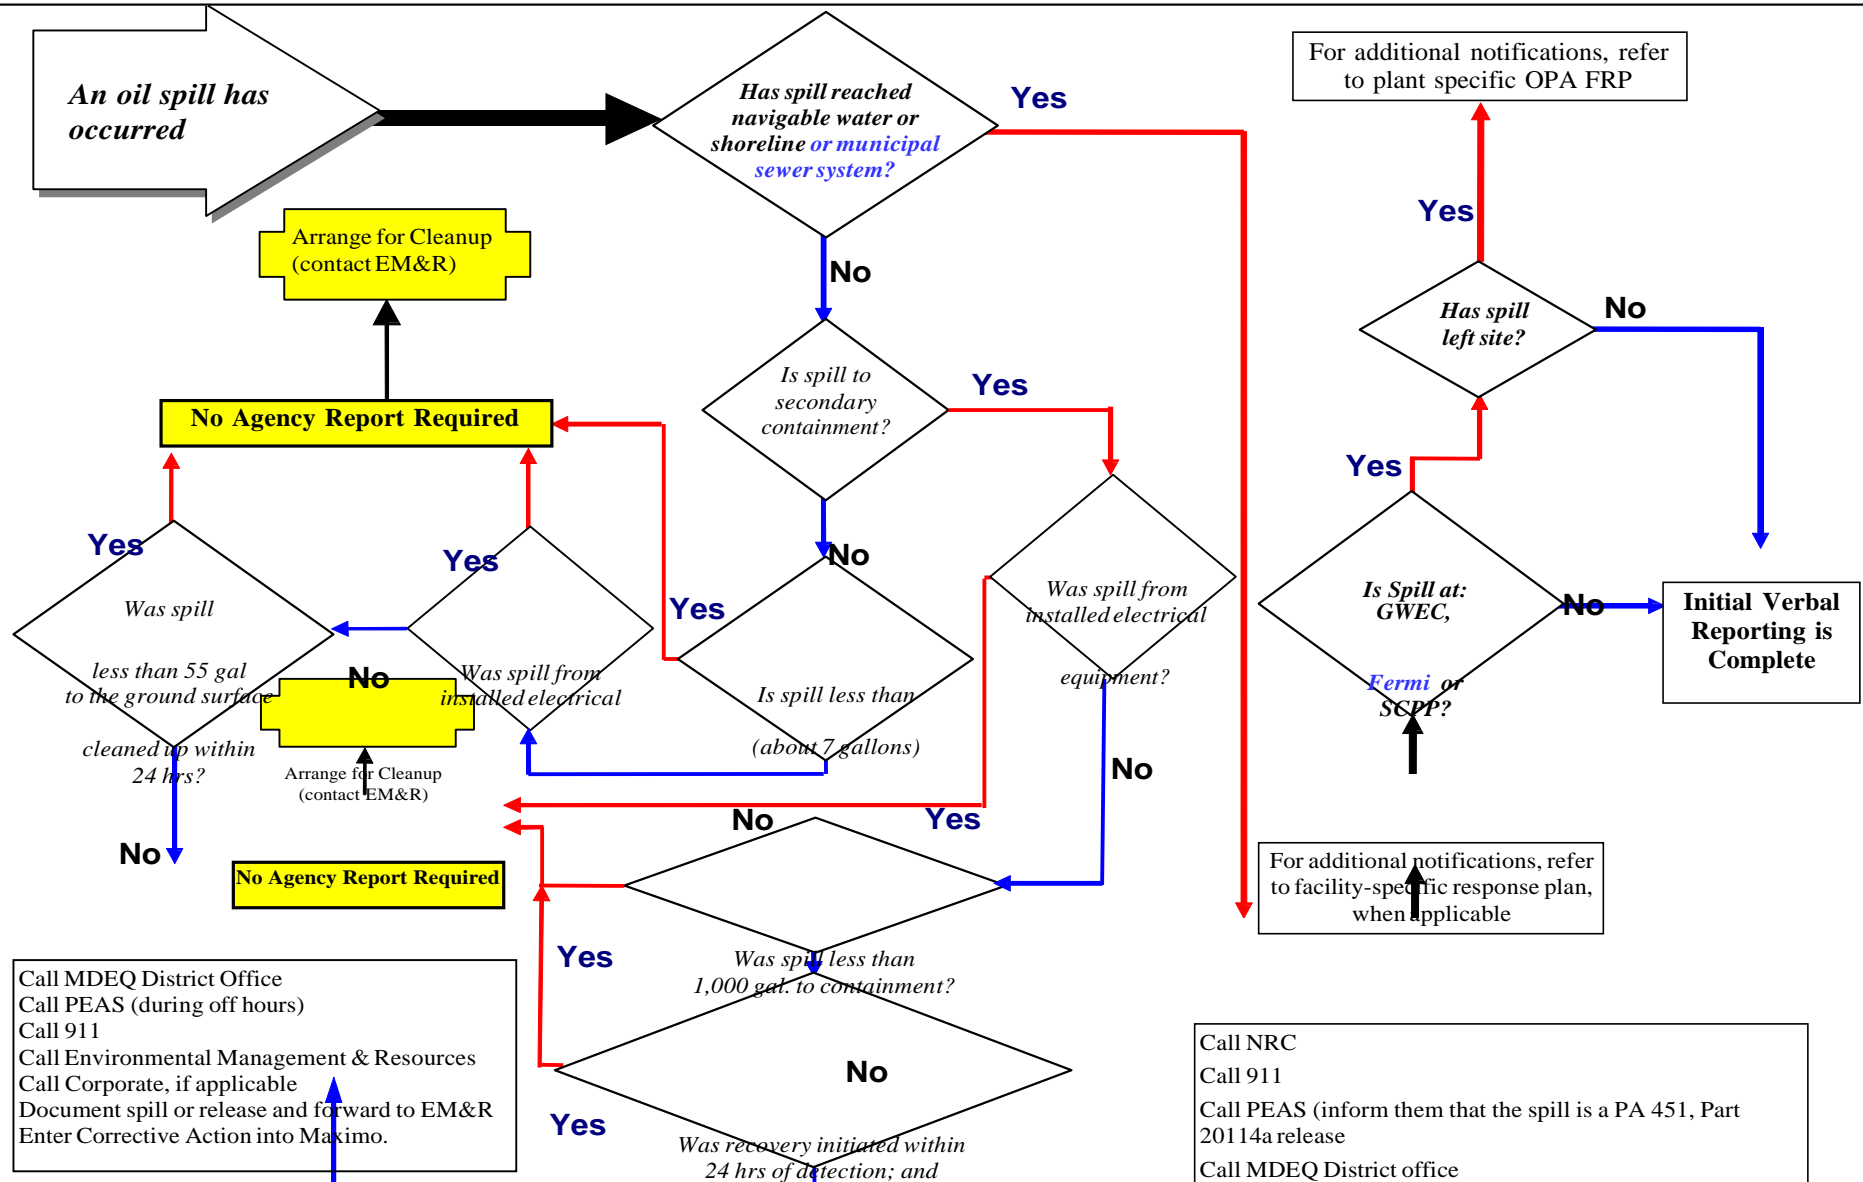 An oil spill has
occurred
Has spill reached
navigable water or
shoreline or municipal
sewer system?
Yes
For additional notifications, refer
to plant specific OPA FRP
Yes
Arrange for Cleanup
(contact EM&R)
No
Has spill
left site?
No
Is spill to
secondary
containment?
Yes
No Agency Report Required
Yes
No
Yes
Yes
Yes
Was spill
less than 55 gal
to the ground surface
cleaned up within
24 hrs?
No
Was spill from
installed electrical
Is spill less than
(about 7 gallons)
Was spill from
installed electrical
equipment?
Is Spill at:
GWEC,
Fermi or
SCPP?
No
Initial Verbal
Reporting is
Complete
Arrange for Cleanup
(contact EM&R)
No
No
No
Yes
No Agency Report Required
For additional notifications, refer
to facility-specific response plan,
when applicable
Yes
Was spill less than
1,000 gal. to containment?
Call MDEQ District Office
Call PEAS (during off hours)
Call 911
Call Environmental Management & Resources
Call Corporate, if applicable
Document spill or release and forward to EM&R
Enter Corrective Action into Maximo.
No
Yes
Was recovery initiated within
24 hrs of detection; and
Call NRC
Call 911
Call PEAS (inform them that the spill is a PA 451, Part
20114a release
Call MDEQ District office